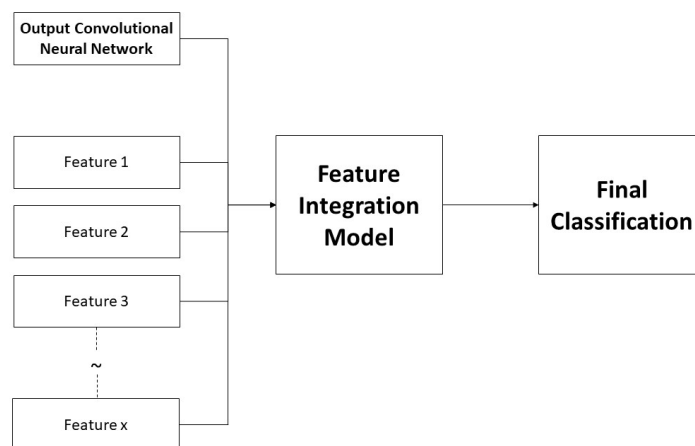 Output Convolutional
Neural Network
Feature 1
Feature 2
Feature 3
~
Feature x
Feature
Integration
Model
Final
Classification